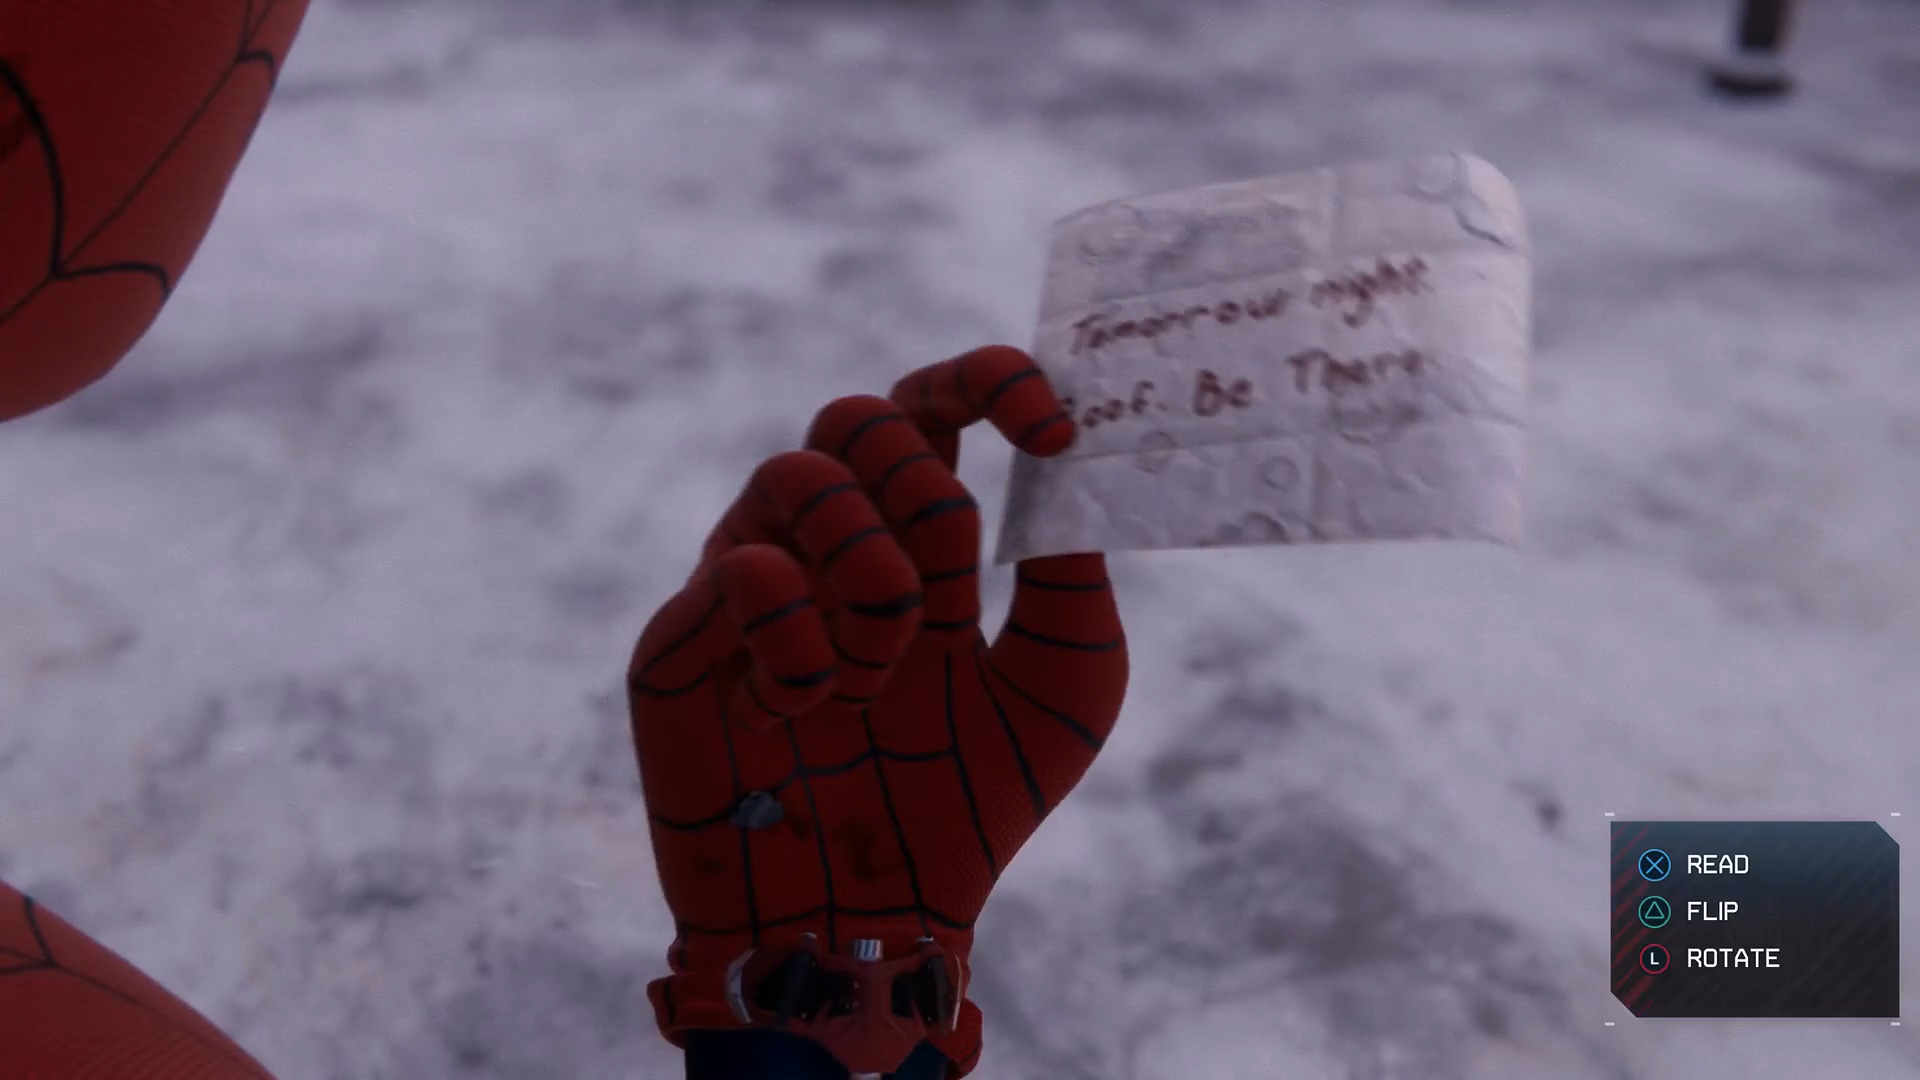 Tomorrow night.
Roof. Be There.
READ
FLIP
L ROTATE